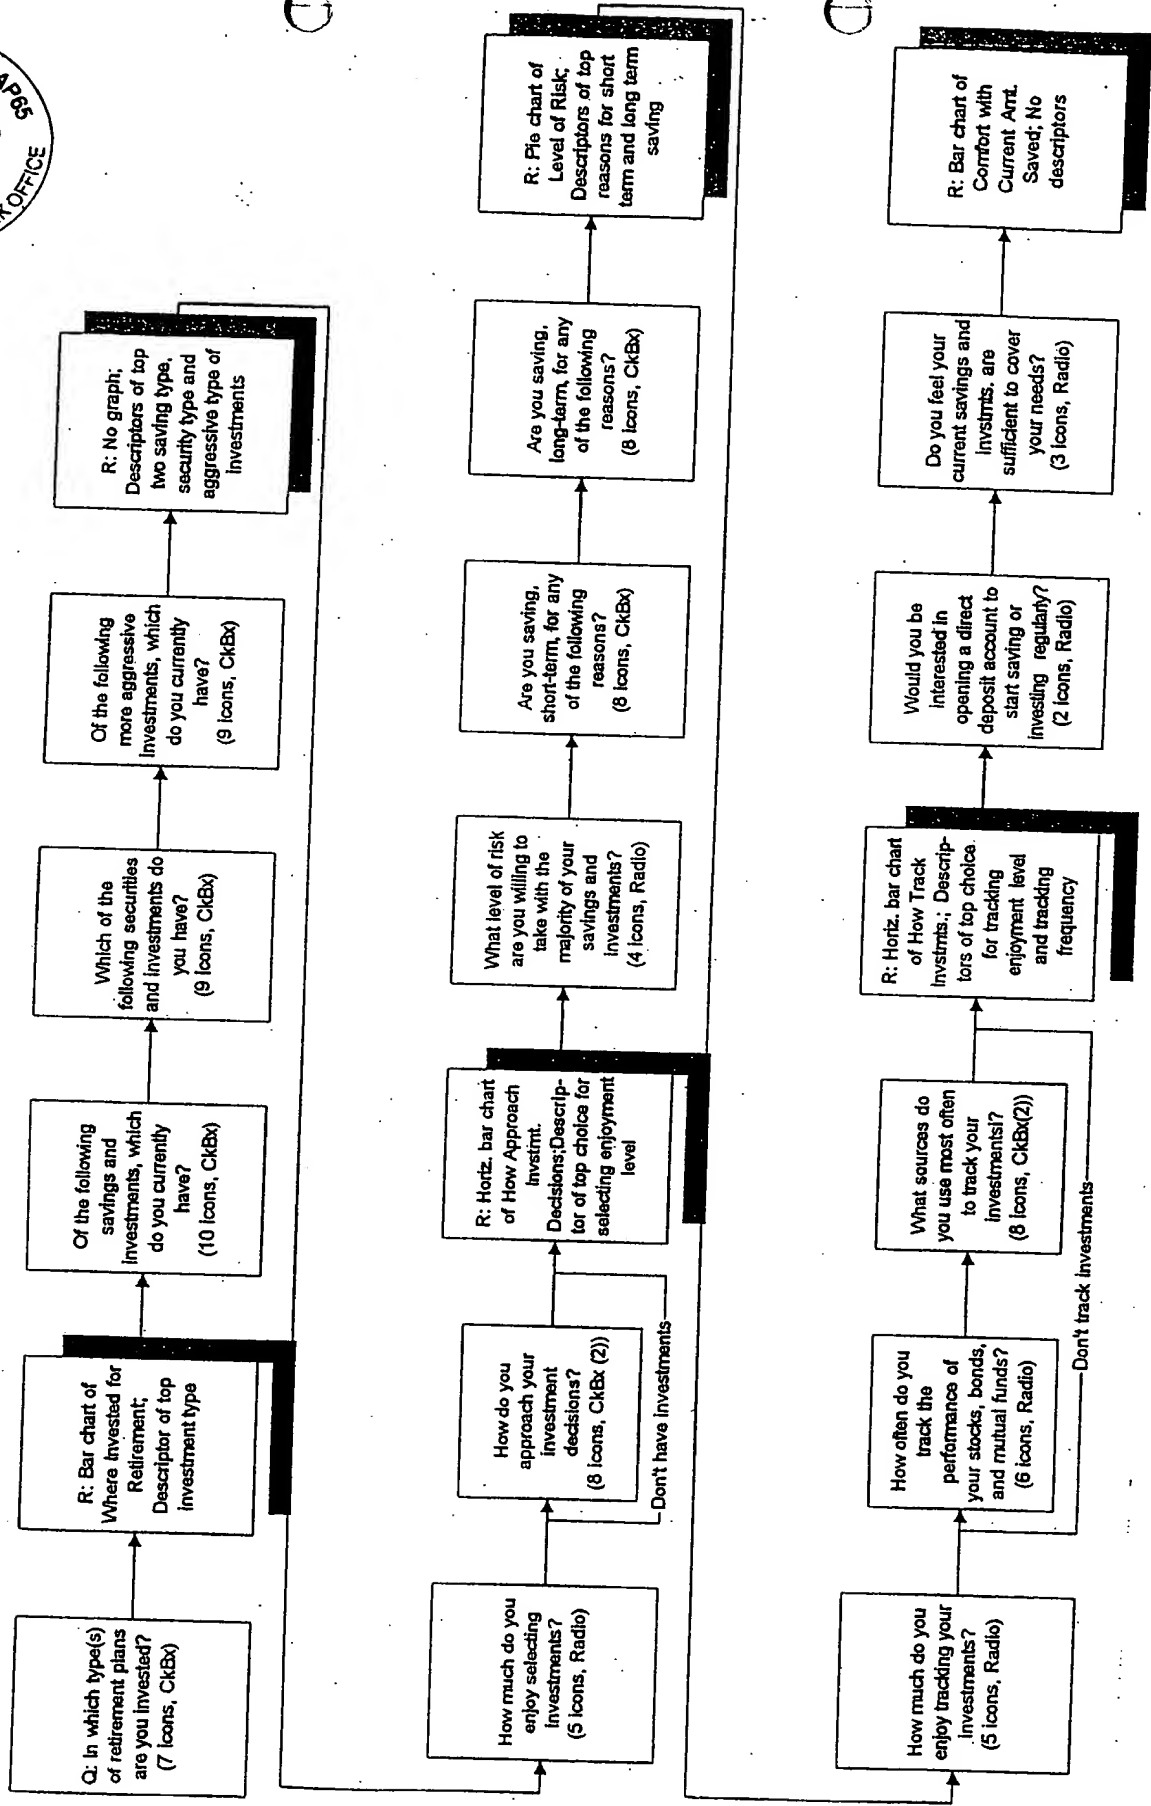 AP65
OFFICE
Q: In which type(s)
of retirement plans
are you invested?
(7 icons, CkBx)
R: Bar chart of
Where Invested for
Retirement;
Descriptor of top
investment type
Of the following
savings and
investments, which
do you currently
have?
(10 icons, CkBx)
Which of the
following securities
and investments do
you have?
(9 icons, CkBx)
Of the following
more aggressive
investments, which
do you currently
have?
(9 icons, CkBx)
R: No graph;
Descriptors of top
two saving type,
security type and
aggressive type of
investments
How much do you
enjoy selecting
investments?
(5 icons, Radio)
How do you
approach your
investment
decisions?
(8 icons, CkBx (2))
Don't have investments
R: Hortz. bar chart
of How Approach
Invstmt.
Decisions;Descrip-
tor of top choice for
selecting enjoyment
level
What level of risk
are you willing to
take with the
majority of your
savings and
investments?
(4 icons, Radio)
Are you saving,
short-term, for any
of the following
reasons?
(8 icons, CkBx)
Are you saving,
long-term, for any
of the following
reasons?
(8 icons, CkBx)
R: Pie chart of
Level of Risk;
Descriptors of top
reasons for short
term and long term
saving
How much do you
enjoy tracking your
investments?
(5 icons, Radio)
How often do you
track the
performance of
your stocks, bonds,
and mutual funds?
(6 icons, Radio)
What sources do
you use most often
to track your
investmentsl?
(8 icons, CkBx(2))
Don't track investments
R: Hortz. bar chart
of How Track
Invstmts.; Descrip-
tors of top choice.
for tracking
enjoyment level
and tracking
frequency
Would you be
interested in
opening a direct
deposit account to
start saving or
investing regularly?
(2 icons, Radio)
Do you feel your
current savings and
invstmts. are
sufficient to cover
your needs?
(3 icons, Radio)
R: Bar chart of
Comfort with
Current Amt.
Saved; No
descriptors